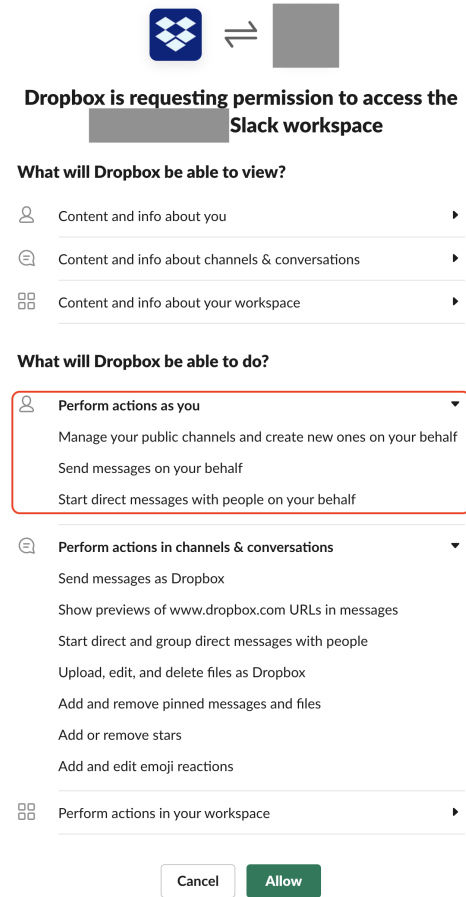 Dropbox is requesting permission to access the
Slack workspace
What will Dropbox be able to view?
Content and info about you
Content and info about channels & conversations
Content and info about your workspace
What will Dropbox be able to do?
Perform actions as you
Manage your public channels and create new ones on your behalf
Send messages on your behalf
Start direct messages with people on your behalf
Perform actions in channels & conversations
Send messages as Dropbox
Show previews of www.dropbox.com URLs in messages
Start direct and group direct messages with people
Upload, edit, and delete files as Dropbox
Add and remove pinned messages and files
Add or remove stars
Add and edit emoji reactions
Perform actions in your workspace
Cancel Allow